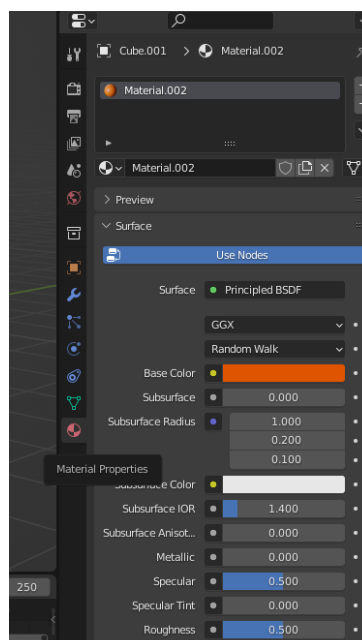 Cube.001 > Material.002
Material.002
Material.002
Preview
Surface
Use Nodes
Surface Principled BSDF
GGX
Random Walk
Base Color
Subsurface 0.000
Subsurface Radius 1.000
0.200
0.100
Material Properties
Subsurface Color
Subsurface IOR 1.400
Subsurface Anisot... 0.000
Metallic 0.000
250
Specular 0.500
Specular Tint 0.000
Roughness 0.500